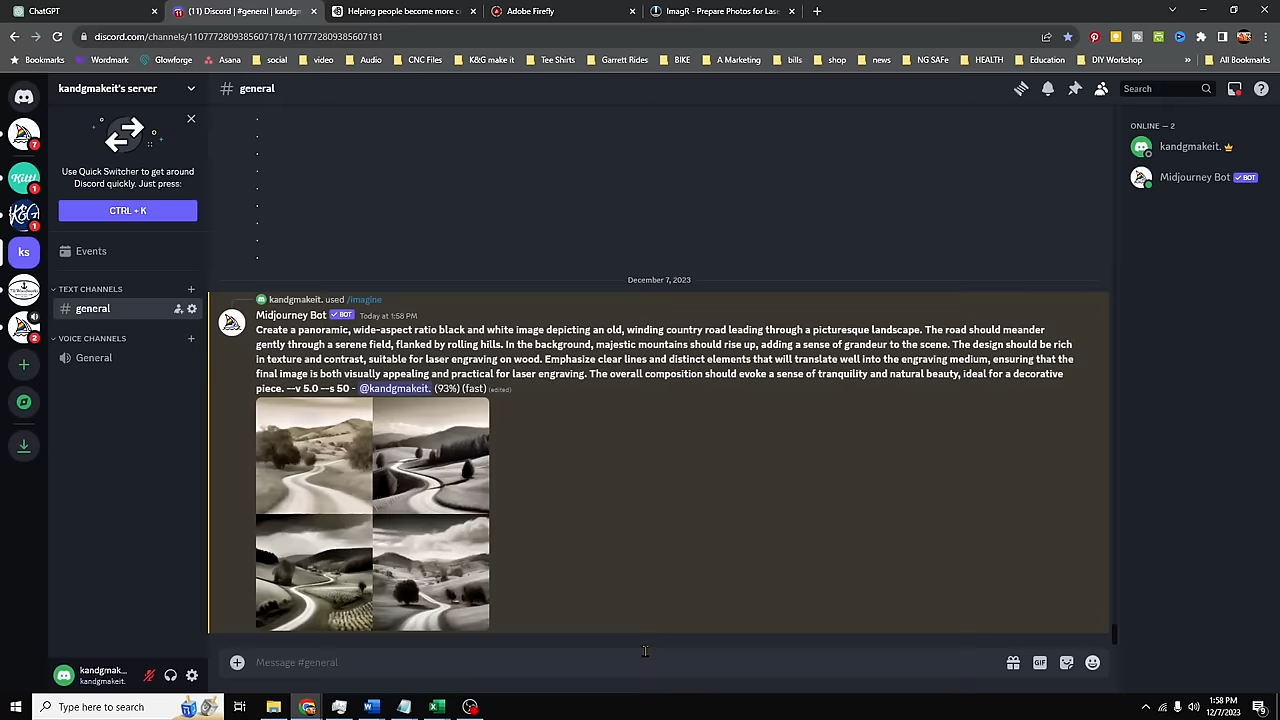 ChatGPT
(11) Discord | #general | kandgma
Helping people become more c
Adobe Firefly
ImagR - Prepare Photos for Lase
discord.com/channels/1107772809385607178/1107772809385607181
Bookmarks
Wordmark
Glowforge
Asana
social
video
Audio
CNC Files
K&G make it
Tee Shirts
Garrett Rides
BIKE
A Marketing
bills
shop
news
NG SAFe
HEALTH
Education
DIY Workshop
»
All Bookmarks
kandgmakeit's server
# general
Search
Use Quick Switcher to get around
Discord quickly. Just press:
CTRL + K
Events
TEXT CHANNELS
# general
VOICE CHANNELS
General
7
Kittl
1
K&G
1
ks
2
December 7, 2023
kandgmakeit. used /imagine
Midjourney Bot ✓ BOT Today at 1:58 PM
Create a panoramic, wide-aspect ratio black and white image depicting an old, winding country road leading through a picturesque landscape. The road should meander
gently through a serene field, flanked by rolling hills. In the background, majestic mountains should rise up, adding a sense of grandeur to the scene. The design should be rich
in texture and contrast, suitable for laser engraving on wood. Emphasize clear lines and distinct elements that will translate well into the engraving medium, ensuring that the
final image is both visually appealing and practical for laser engraving. The overall composition should evoke a sense of tranquility and natural beauty, ideal for a decorative
piece. --v 5.0 --s 50 - @kandgmakeit. (93%) (fast) (edited)
ONLINE — 2
kandgmakeit.
Midjourney Bot ✓ BOT
kandgmak...
kandgmakeit.
Message #general
GIF
Type here to search
1:58 PM
12/7/2023